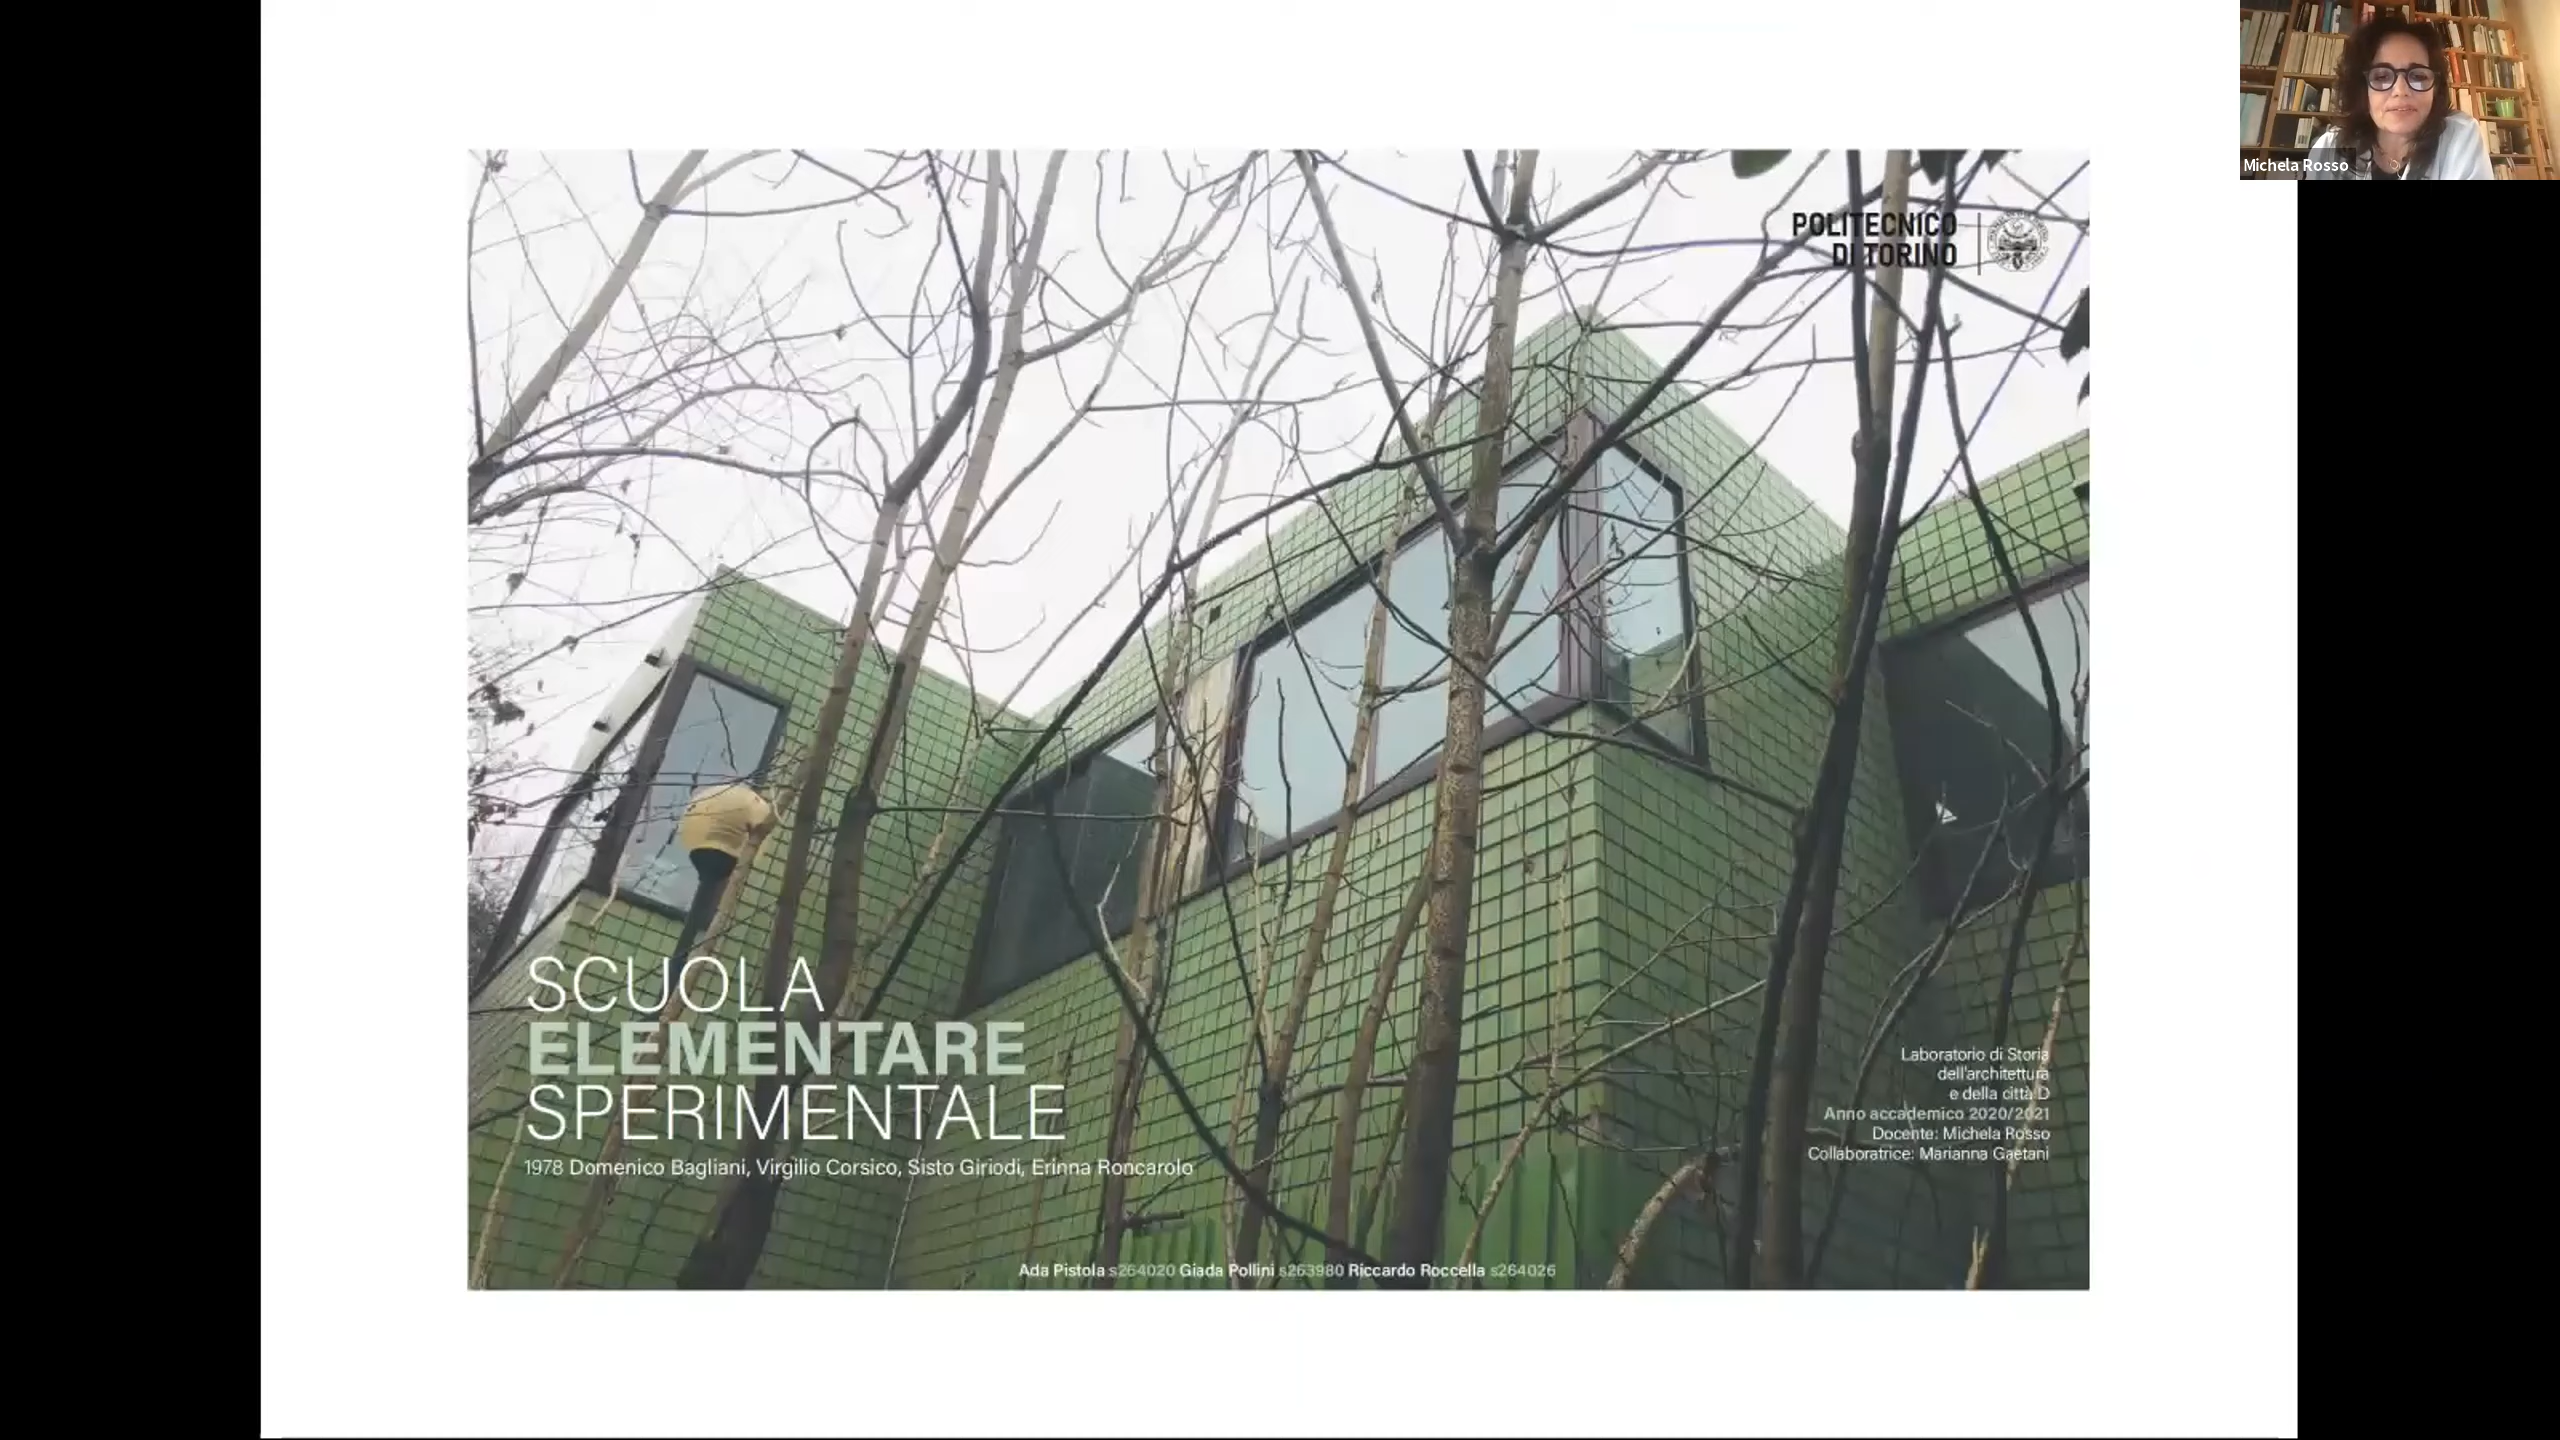 Michela Rosso
POLITECNICO
DI TORINO
SCUOLA
ELEMENTARE
SPERIMENTALE
1978 Domenico Bagliani, Virgilio Corsico, Sisto Giriodi, Erinna Roncarolo
Laboratorio di Storia
dell'architettura
e della città D
Anno accademico 2020/2021
Docente: Michela Rosso
Collaboratrice: Marianna Gaetani
Ada Pistola s264020 Giada Pollini s263980 Riccardo Roccella s264026